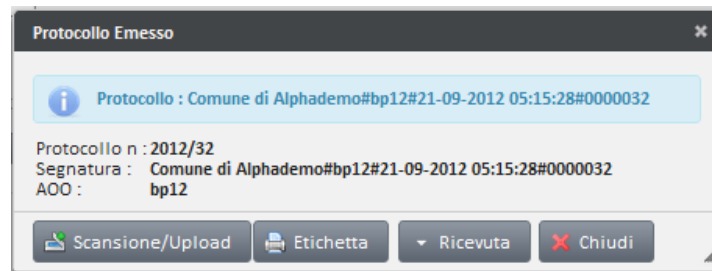 Protocollo Emesso
Protocollo : Comune di Alphademo#bp12#21-09-2012 05:15:28#0000032
Protocollo n : 2012/32
Segnatura : Comune di Alphademo#bp12#21-09-2012 05:15:28#0000032
AOO : bp12
Scansione/Upload Etichetta Ricevuta Chiudi